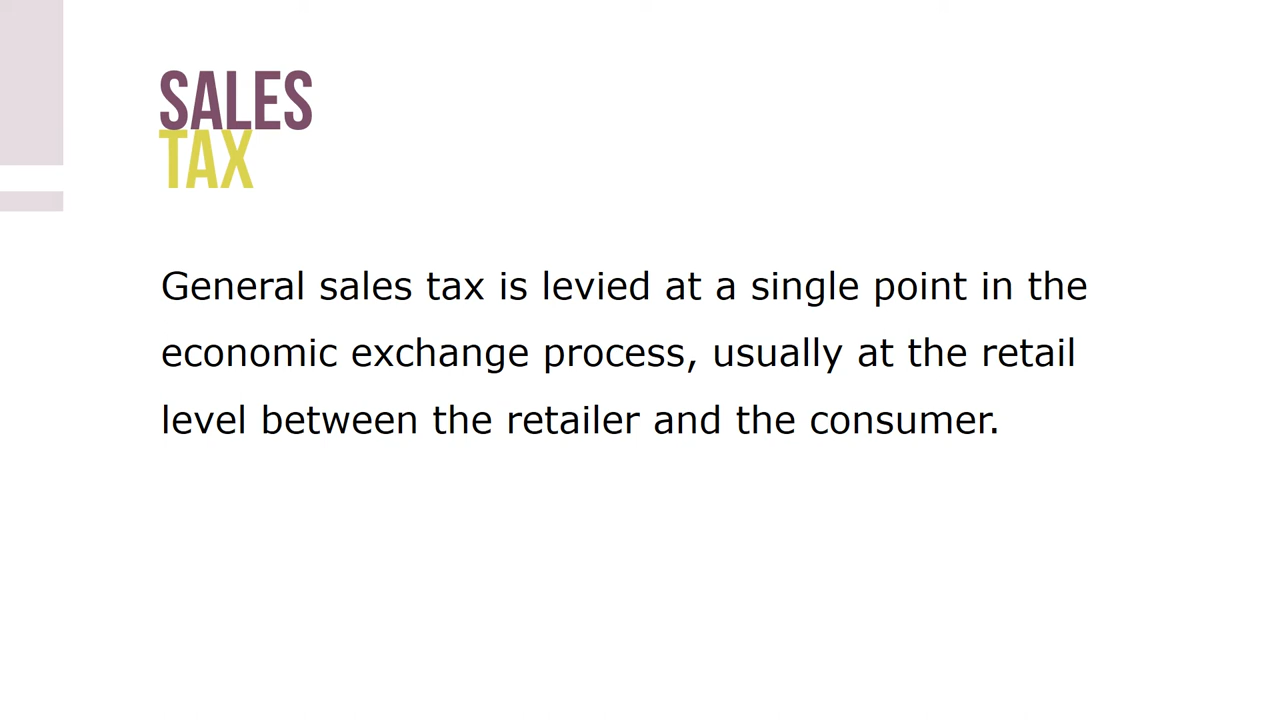 SALES
TAX
General sales tax is levied at a single point in the
economic exchange process, usually at the retail
level between the retailer and the consumer.